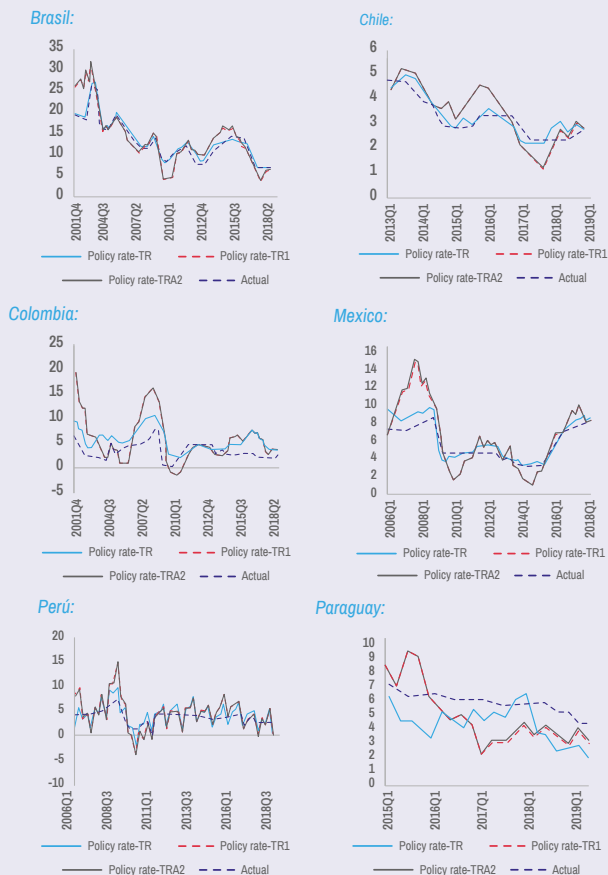 Brasil:
35
30
25
20
15
10
5
0
2001Q4
2004Q3
2007Q2
2010Q1
2012Q4
2015Q3
2018Q2
Policy rate-TR
Policy rate-TR1
Policy rate-TRA2
Actual
Chile:
6
5
4
3
2
1
0
2013Q1
2014Q1
2015Q1
2016Q1
2017Q1
2018Q1
2019Q1
Policy rate-TR
Policy rate-TR1
Policy rate-TRA2
Actual
Colombia:
25
20
15
10
5
0
-5
2001Q4
2004Q3
2007Q2
2010Q1
2012Q4
2015Q3
2018Q2
Policy rate-TR
Policy rate-TR1
Policy rate-TRA2
Actual
Mexico:
16
14
12
10
8
6
4
2
0
2006Q1
2008Q1
2010Q1
2012Q1
2014Q1
2016Q1
2018Q1
Policy rate-TR
Policy rate-TR1
Policy rate-TRA2
Actual
Perú:
20
15
10
5
0
-5
-10
2006Q1
2008Q3
2011Q1
2013Q3
2016Q1
2018Q3
Policy rate-TR
Policy rate-TR1
Policy rate-TRA2
Actual
Paraguay:
10
9
8
7
6
5
4
3
2
1
0
2015Q1
2016Q1
2017Q1
2018Q1
2019Q1
Policy rate-TR
Policy rate-TR1
Policy rate-TRA2
Actual